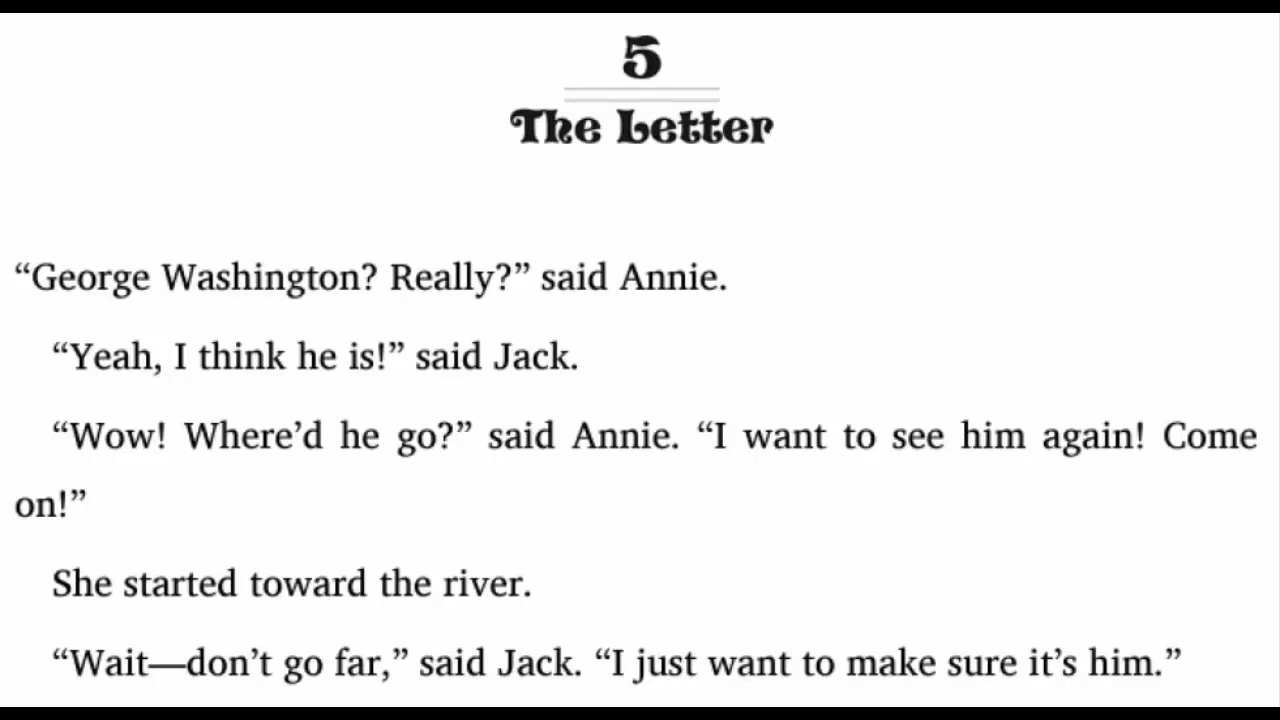 5
The Letter
“George Washington? Really?” said Annie.
“Yeah, I think he is!” said Jack.
“Wow! Where’d he go?” said Annie. “I want to see him again! Come
on!”
She started toward the river.
“Wait—don’t go far,” said Jack. “I just want to make sure it’s him.”